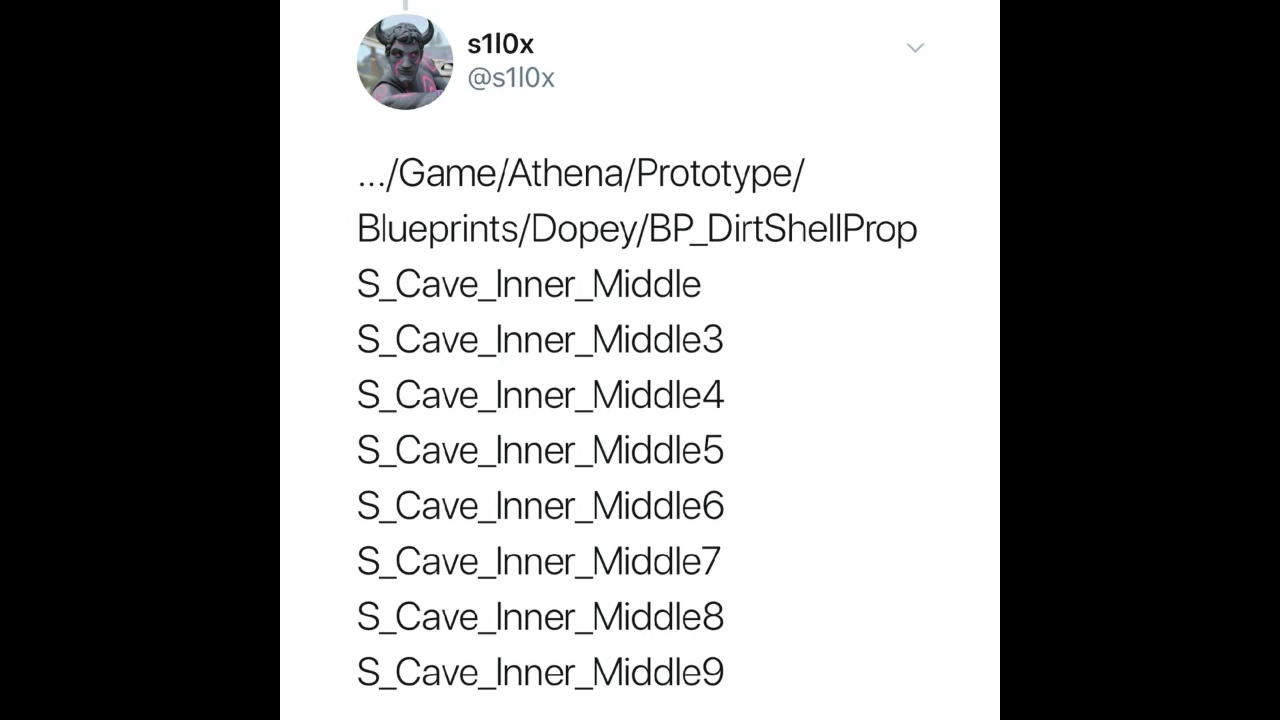 s1l0x
@s1l0x
.../Game/Athena/Prototype/
Blueprints/Dopey/BP_DirtShellProp
S_Cave_Inner_Middle
S_Cave_Inner_Middle3
S_Cave_Inner_Middle4
S_Cave_Inner_Middle5
S_Cave_Inner_Middle6
S_Cave_Inner_Middle7
S_Cave_Inner_Middle8
S_Cave_Inner_Middle9